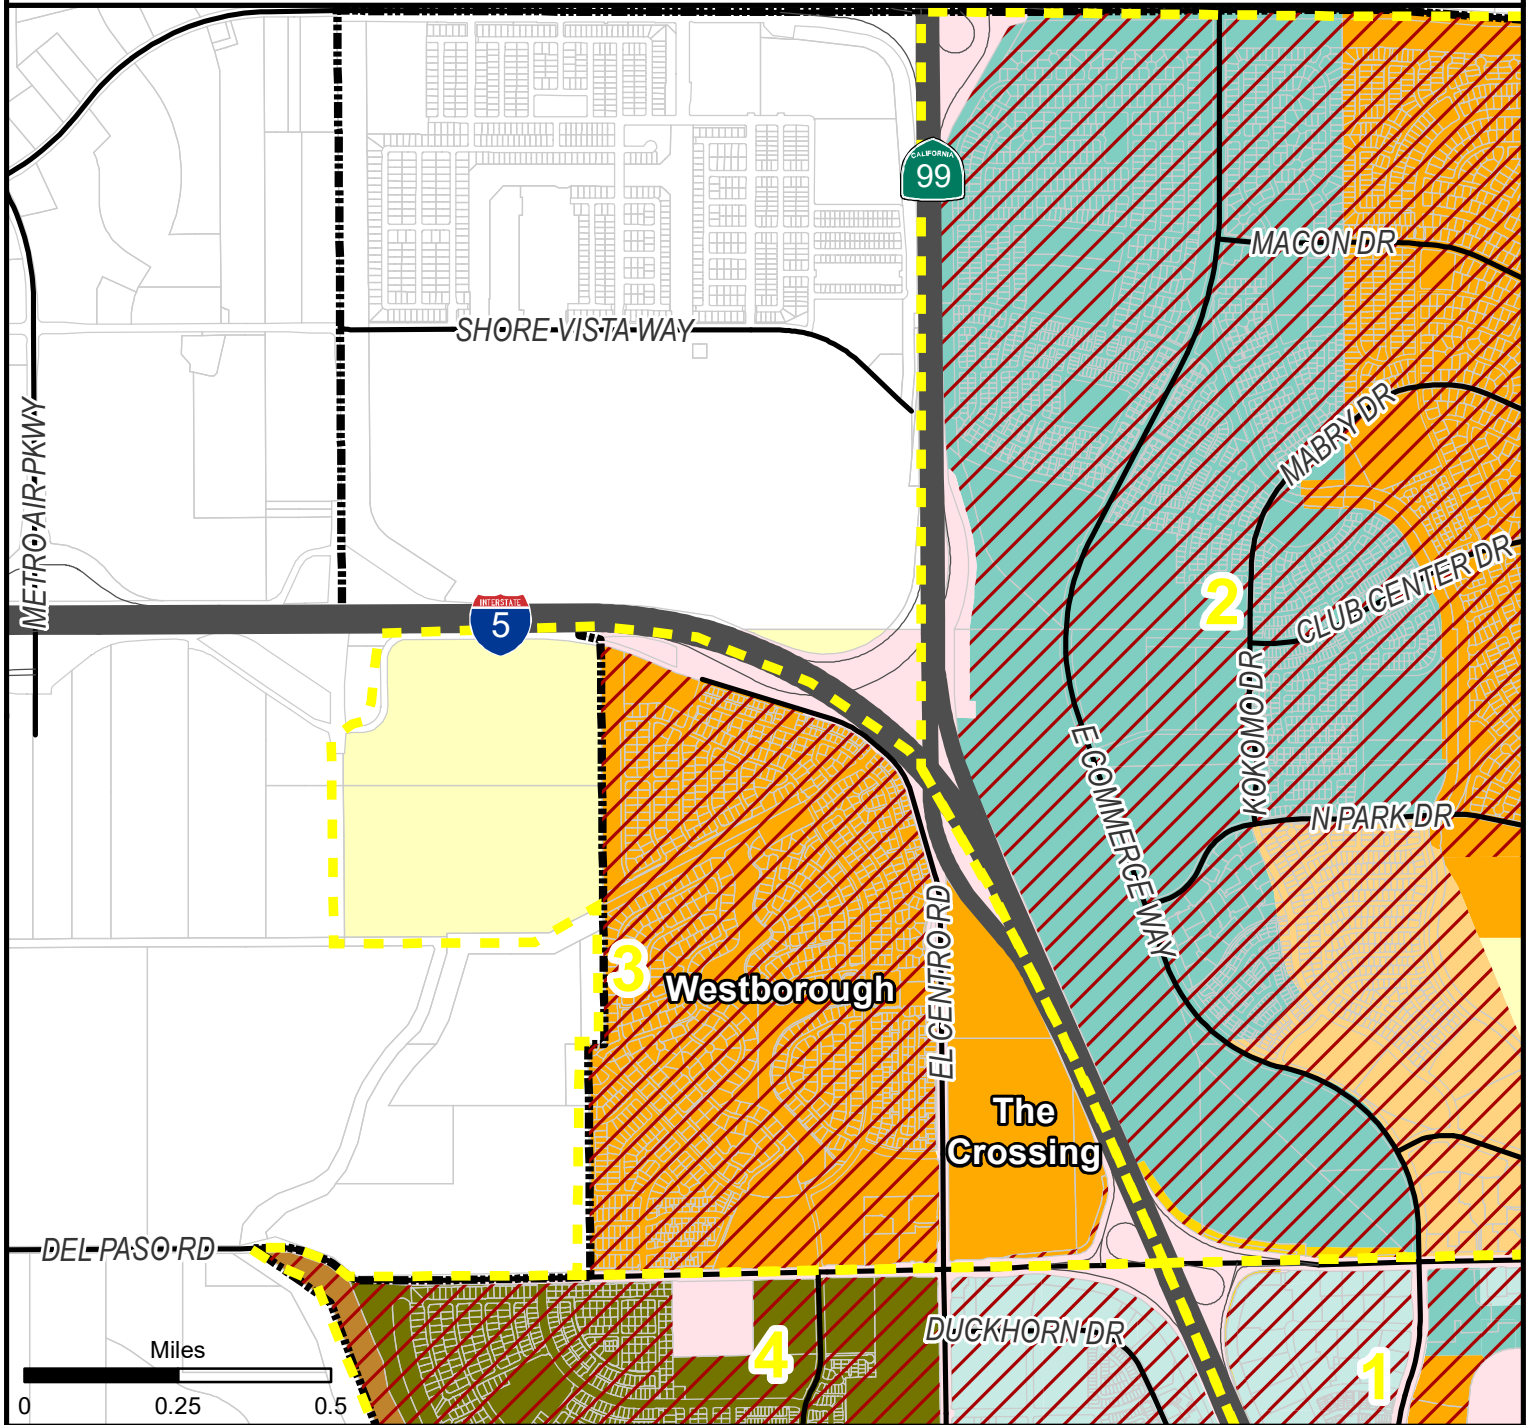 CALIFORNIA
99
MACON DR
SHORE VISTA WAY
MABRY DR
METRO AIR PKWY
CLUB CENTER DR
2
INTERSTATE
5
KOKOMO DR
E COMMERCE WAY
N PARK DR
EL CENTRO RD
3
Westborough
The
Crossing
DEL PASO RD
DUCKHORN DR
4
1
Miles
0 0.25 0.5